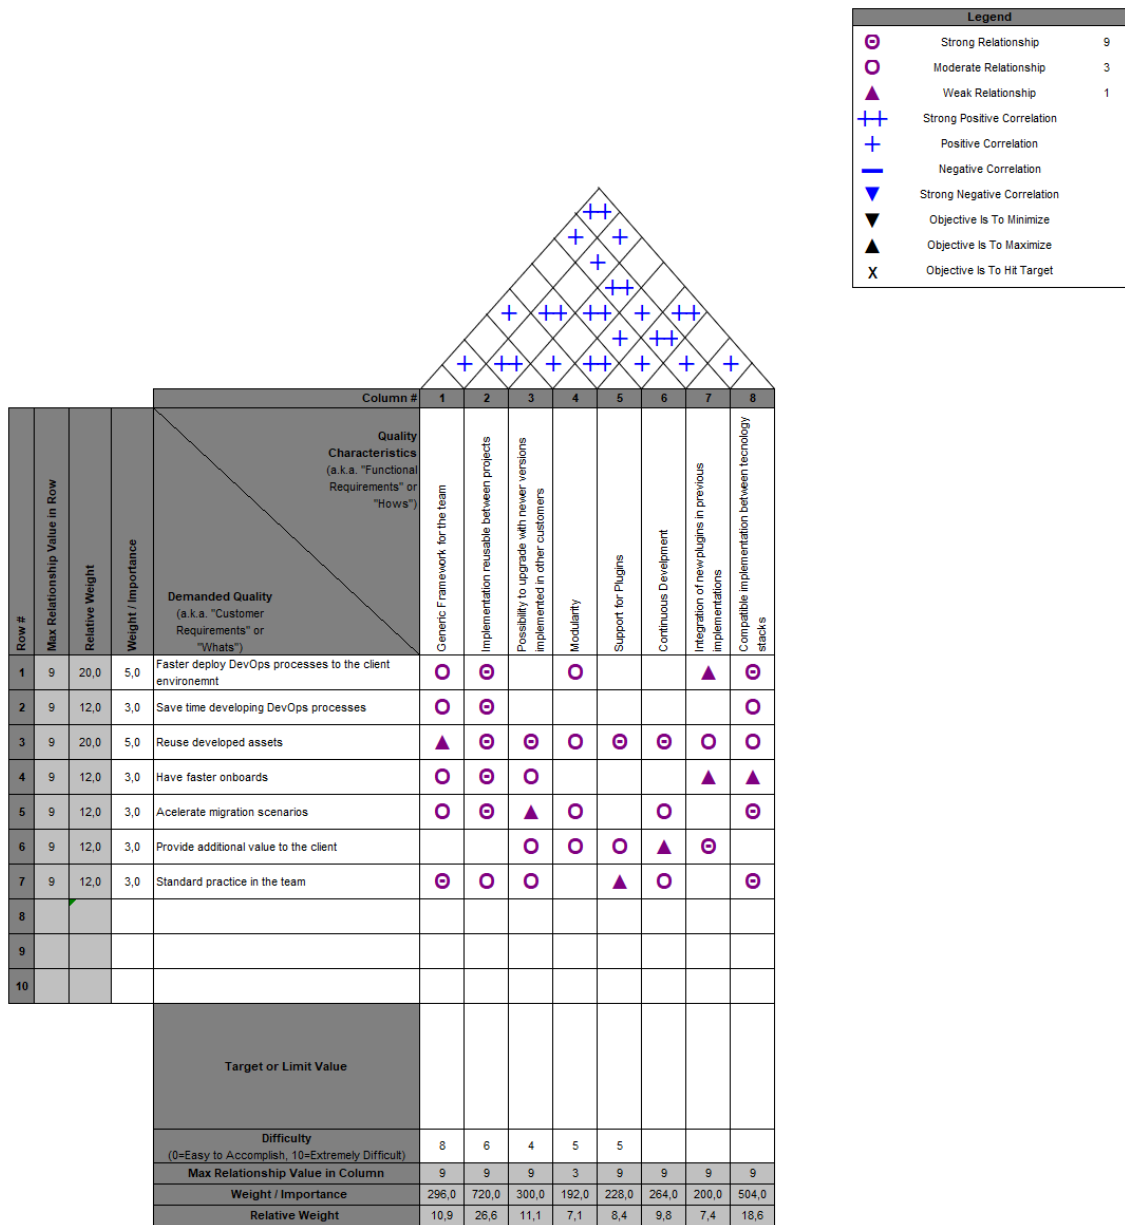 Legend
Strong Relationship 9
Moderate Relationship 3
Weak Relationship 1
Strong Positive Correlation
Positive Correlation
Negative Correlation
Strong Negative Correlation
Objective Is To Minimize
Objective Is To Maximize
X Objective Is To Hit Target
Column # 1 2 3 4 5 6 7 8
Row #
Max Relationship Value in Row
Relative Weight
Weight / Importance
Quality
Characteristics
(a.k.a. "Functional
Requirements" or
"Hows")
Demanded Quality
(a.k.a. "Customer
Requirements" or
"Whats")
Generic Framework for the team
Implementation reusable between projects
Possibility to upgrade with newer versions
implemented in other customers
Modularity
Support for Plugins
Continuous Develpment
Integration of new plugins in previous
implementations
Compatible implementation between tecnology
stacks
1 9 20,0 5,0 Faster deploy DevOps processes to the client
environemnt
2 9 12,0 3,0 Save time developing DevOps processes
3 9 20,0 5,0 Reuse developed assets
4 9 12,0 3,0 Have faster onboards
5 9 12,0 3,0 Acelerate migration scenarios
6 9 12,0 3,0 Provide additional value to the client
7 9 12,0 3,0 Standard practice in the team
8
9
10
Target or Limit Value
Difficulty
(0=Easy to Accomplish, 10=Extremely Difficult) 8 6 4 5 5
Max Relationship Value in Column 9 9 9 3 9 9 9 9
Weight / Importance 296,0 720,0 300,0 192,0 228,0 264,0 200,0 504,0
Relative Weight 10,9 26,6 11,1 7,1 8,4 9,8 7,4 18,6